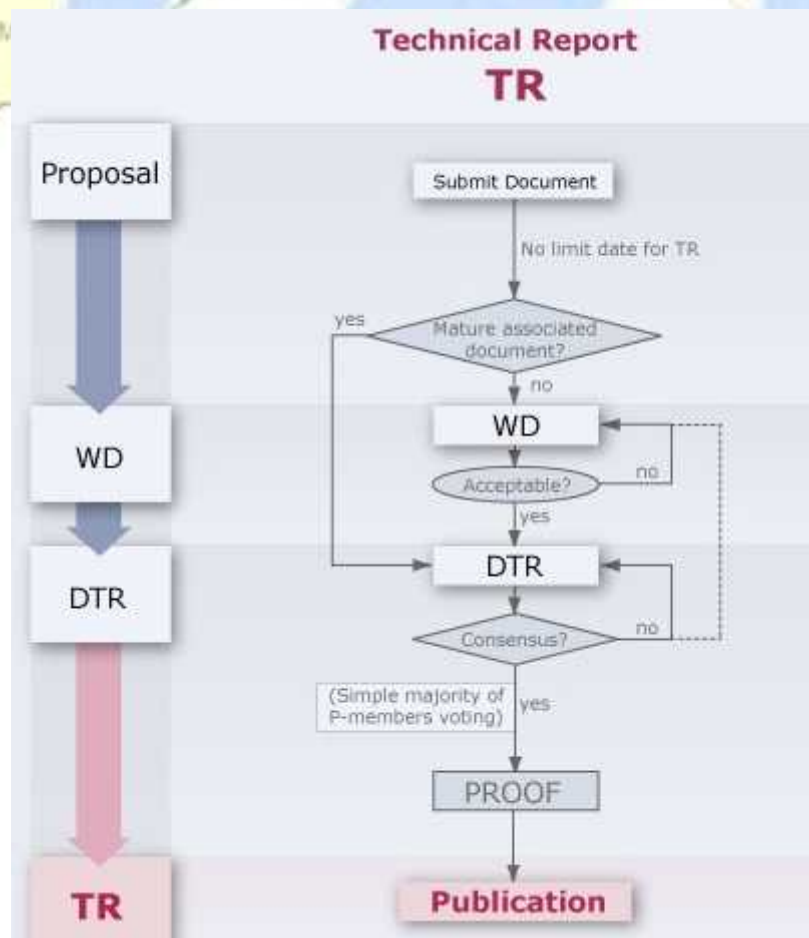 Technical Report
TR
Proposal
Submit Document
No limit date for TR
yes
Mature associated
document?
no
WD
WD
Acceptable?
no
yes
DTR
DTR
Consensus?
no
(Simple majority of
P-members voting)
yes
PROOF
TR
Publication